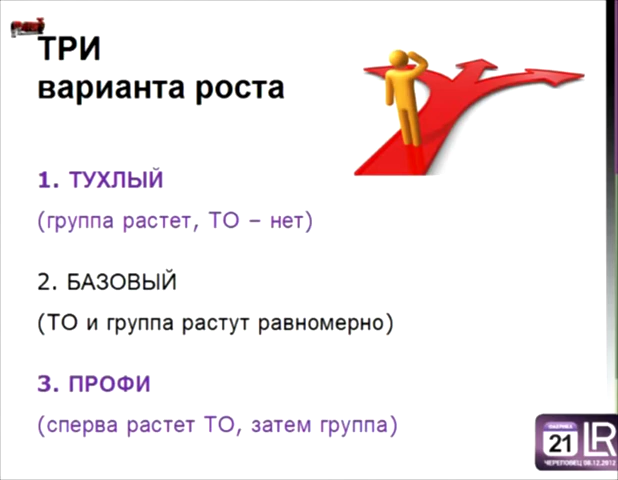 ТРИ
варианта роста
1. ТУХЛЫЙ
(группа растет, ТО – нет)
2. БАЗОВЫЙ
(ТО и группа растут равномерно)
3. ПРОФИ
(сперва растет ТО, затем группа)
21 LR
ЧЕРЕПОВЕЦ 08.12.2012